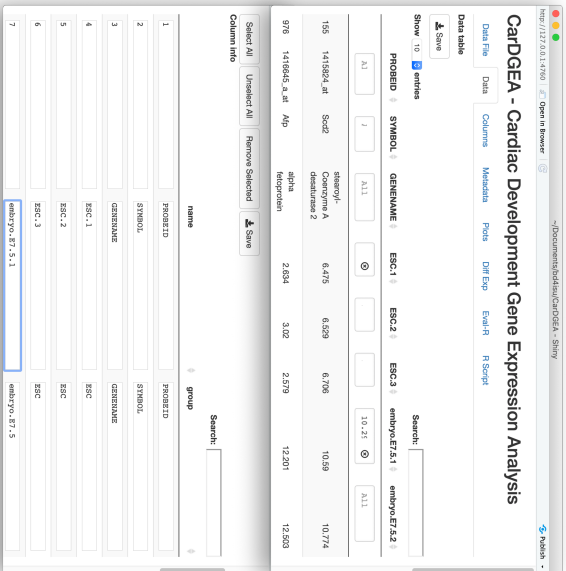 ~/Documents/bd4isu/CarDGEA - Shiny
http://127.0.0.1:4760 Open in Browser Publish
CarDGEA - Cardiac Development Gene Expression Analysis
Data File Data Columns Metadata Plots Diff Exp Eval-R R Script
Data table
Save
Show 10 entries Search:
PROBEID SYMBOL GENENAME ESC.1 ESC.2 ESC.3 embryo.E7.5.1 embryo.E7.5.2
All 10.25 All
155 1415824_at Scd2 stearoyl-Coenzyme A desaturase 2 6.475 6.529 6.706 10.59 10.774
976 1416645_a_at Afp alpha fetoprotein 2.634 3.02 2.579 12.201 12.503
Select All Unselect All Remove Selected Save
Column info
Search:
name group
1 PROBEID PROBEID
2 SYMBOL SYMBOL
3 GENENAME GENENAME
4 ESC.1 ESC
5 ESC.2 ESC
6 ESC.3 ESC
7 embryo.E7.5.1 embryo.E7.5